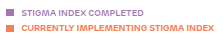 STIGMA INDEX COMPLETED
CURRENTLY IMPLEMENTING STIGMA INDEX